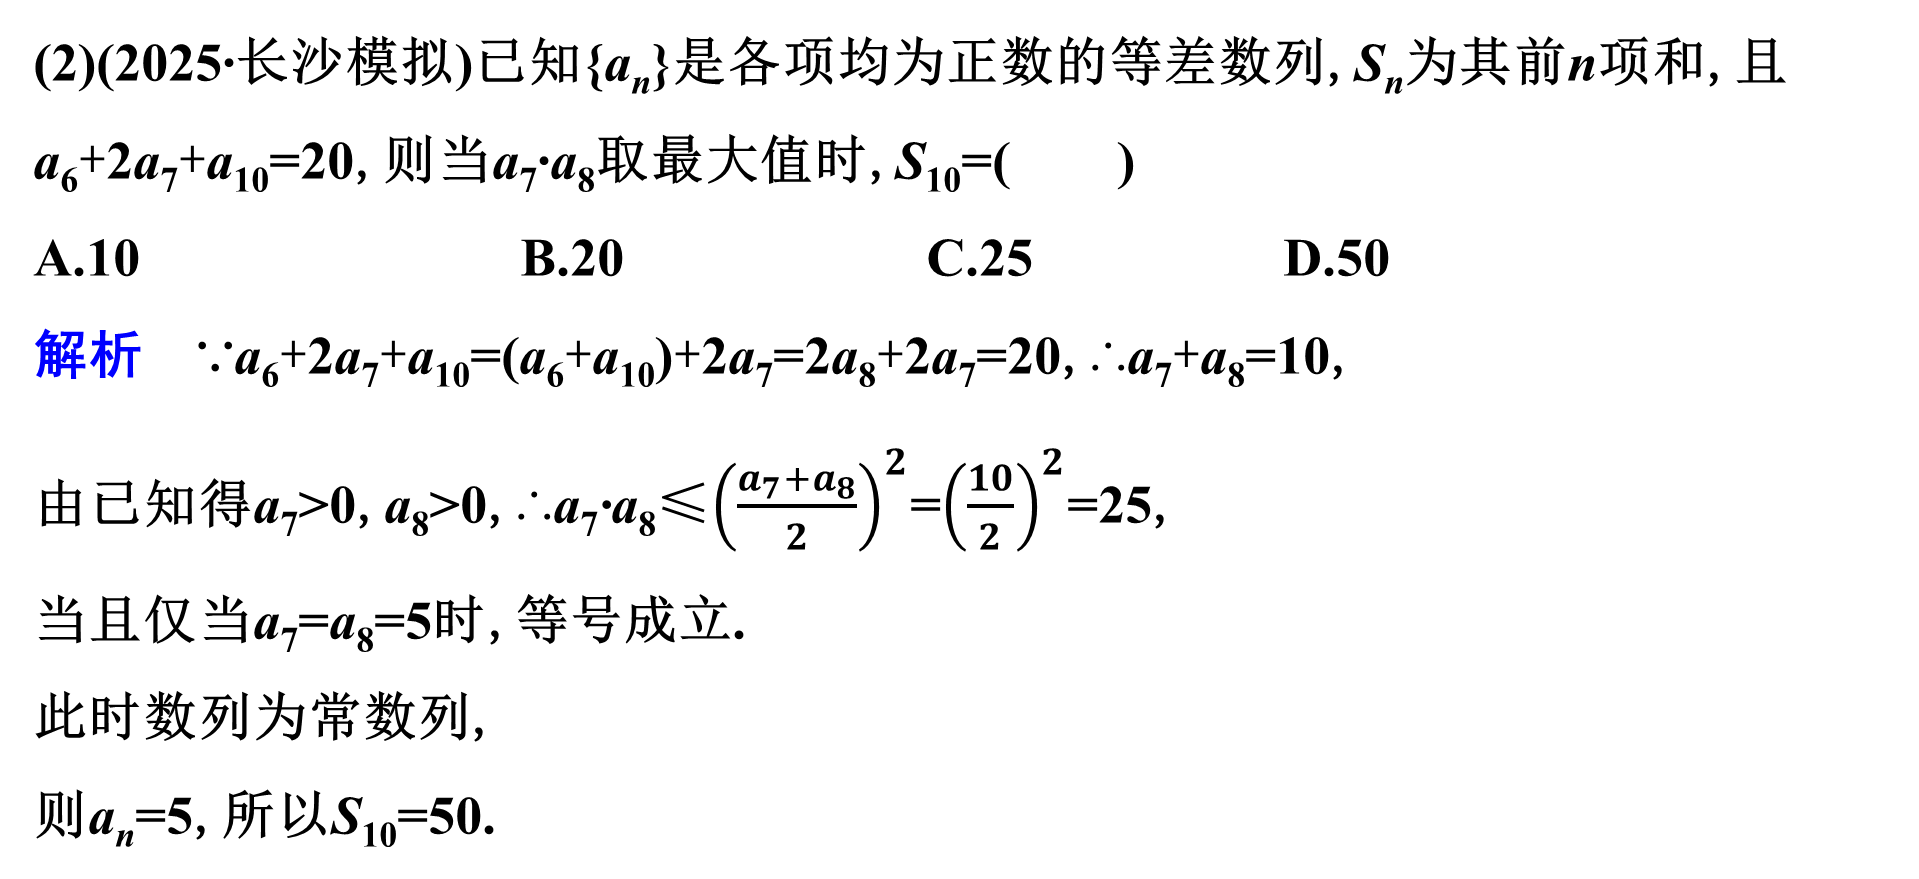 (2)(2025·长沙模拟)已知{aₙ}是各项均为正数的等差数列,Sₙ为其前n项和,且
a₆+2a₇+a₁₀=20,则当a₇·a₈取最大值时,S₁₀=(  )
A.10 B.20 C.25 D.50
解析 ∵a₆+2a₇+a₁₀=(a₆+a₁₀)+2a₇=2a₈+2a₇=20,∴a₇+a₈=10,
由已知得a₇>0,a₈>0,∴a₇·a₈≤((a₇+a₈)/2)²=(10/2)²=25,
当且仅当a₇=a₈=5时,等号成立.
此时数列为常数列,
则aₙ=5,所以S₁₀=50.